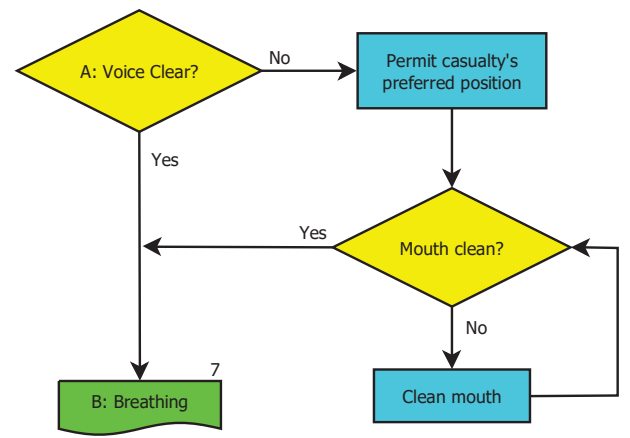 A: Voice Clear?
No
Permit casualty's
preferred position
Yes
Yes
Mouth clean?
No
7
B: Breathing
Clean mouth